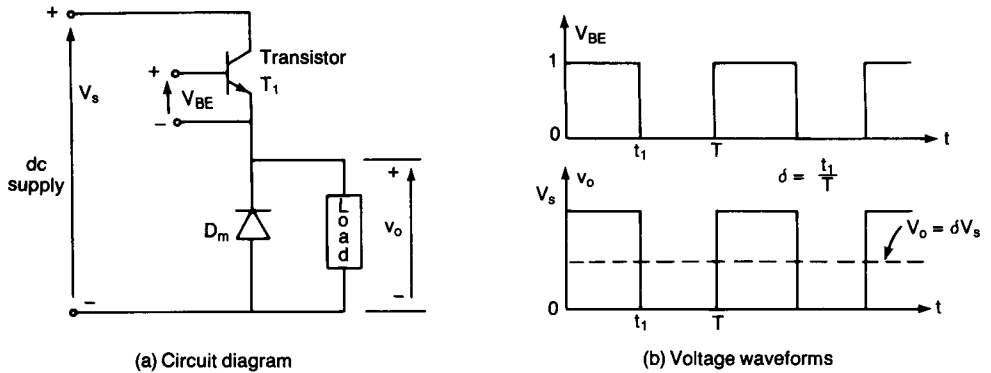 +
Transistor
T1
+
VBE
−
Vs
dc
supply
−
Dm
Load
+
vo
−
(a) Circuit diagram
VBE
1
0
t1
T
t
δ = t1/T
Vs
vo
Vo = δVs
0
t1
T
t
(b) Voltage waveforms